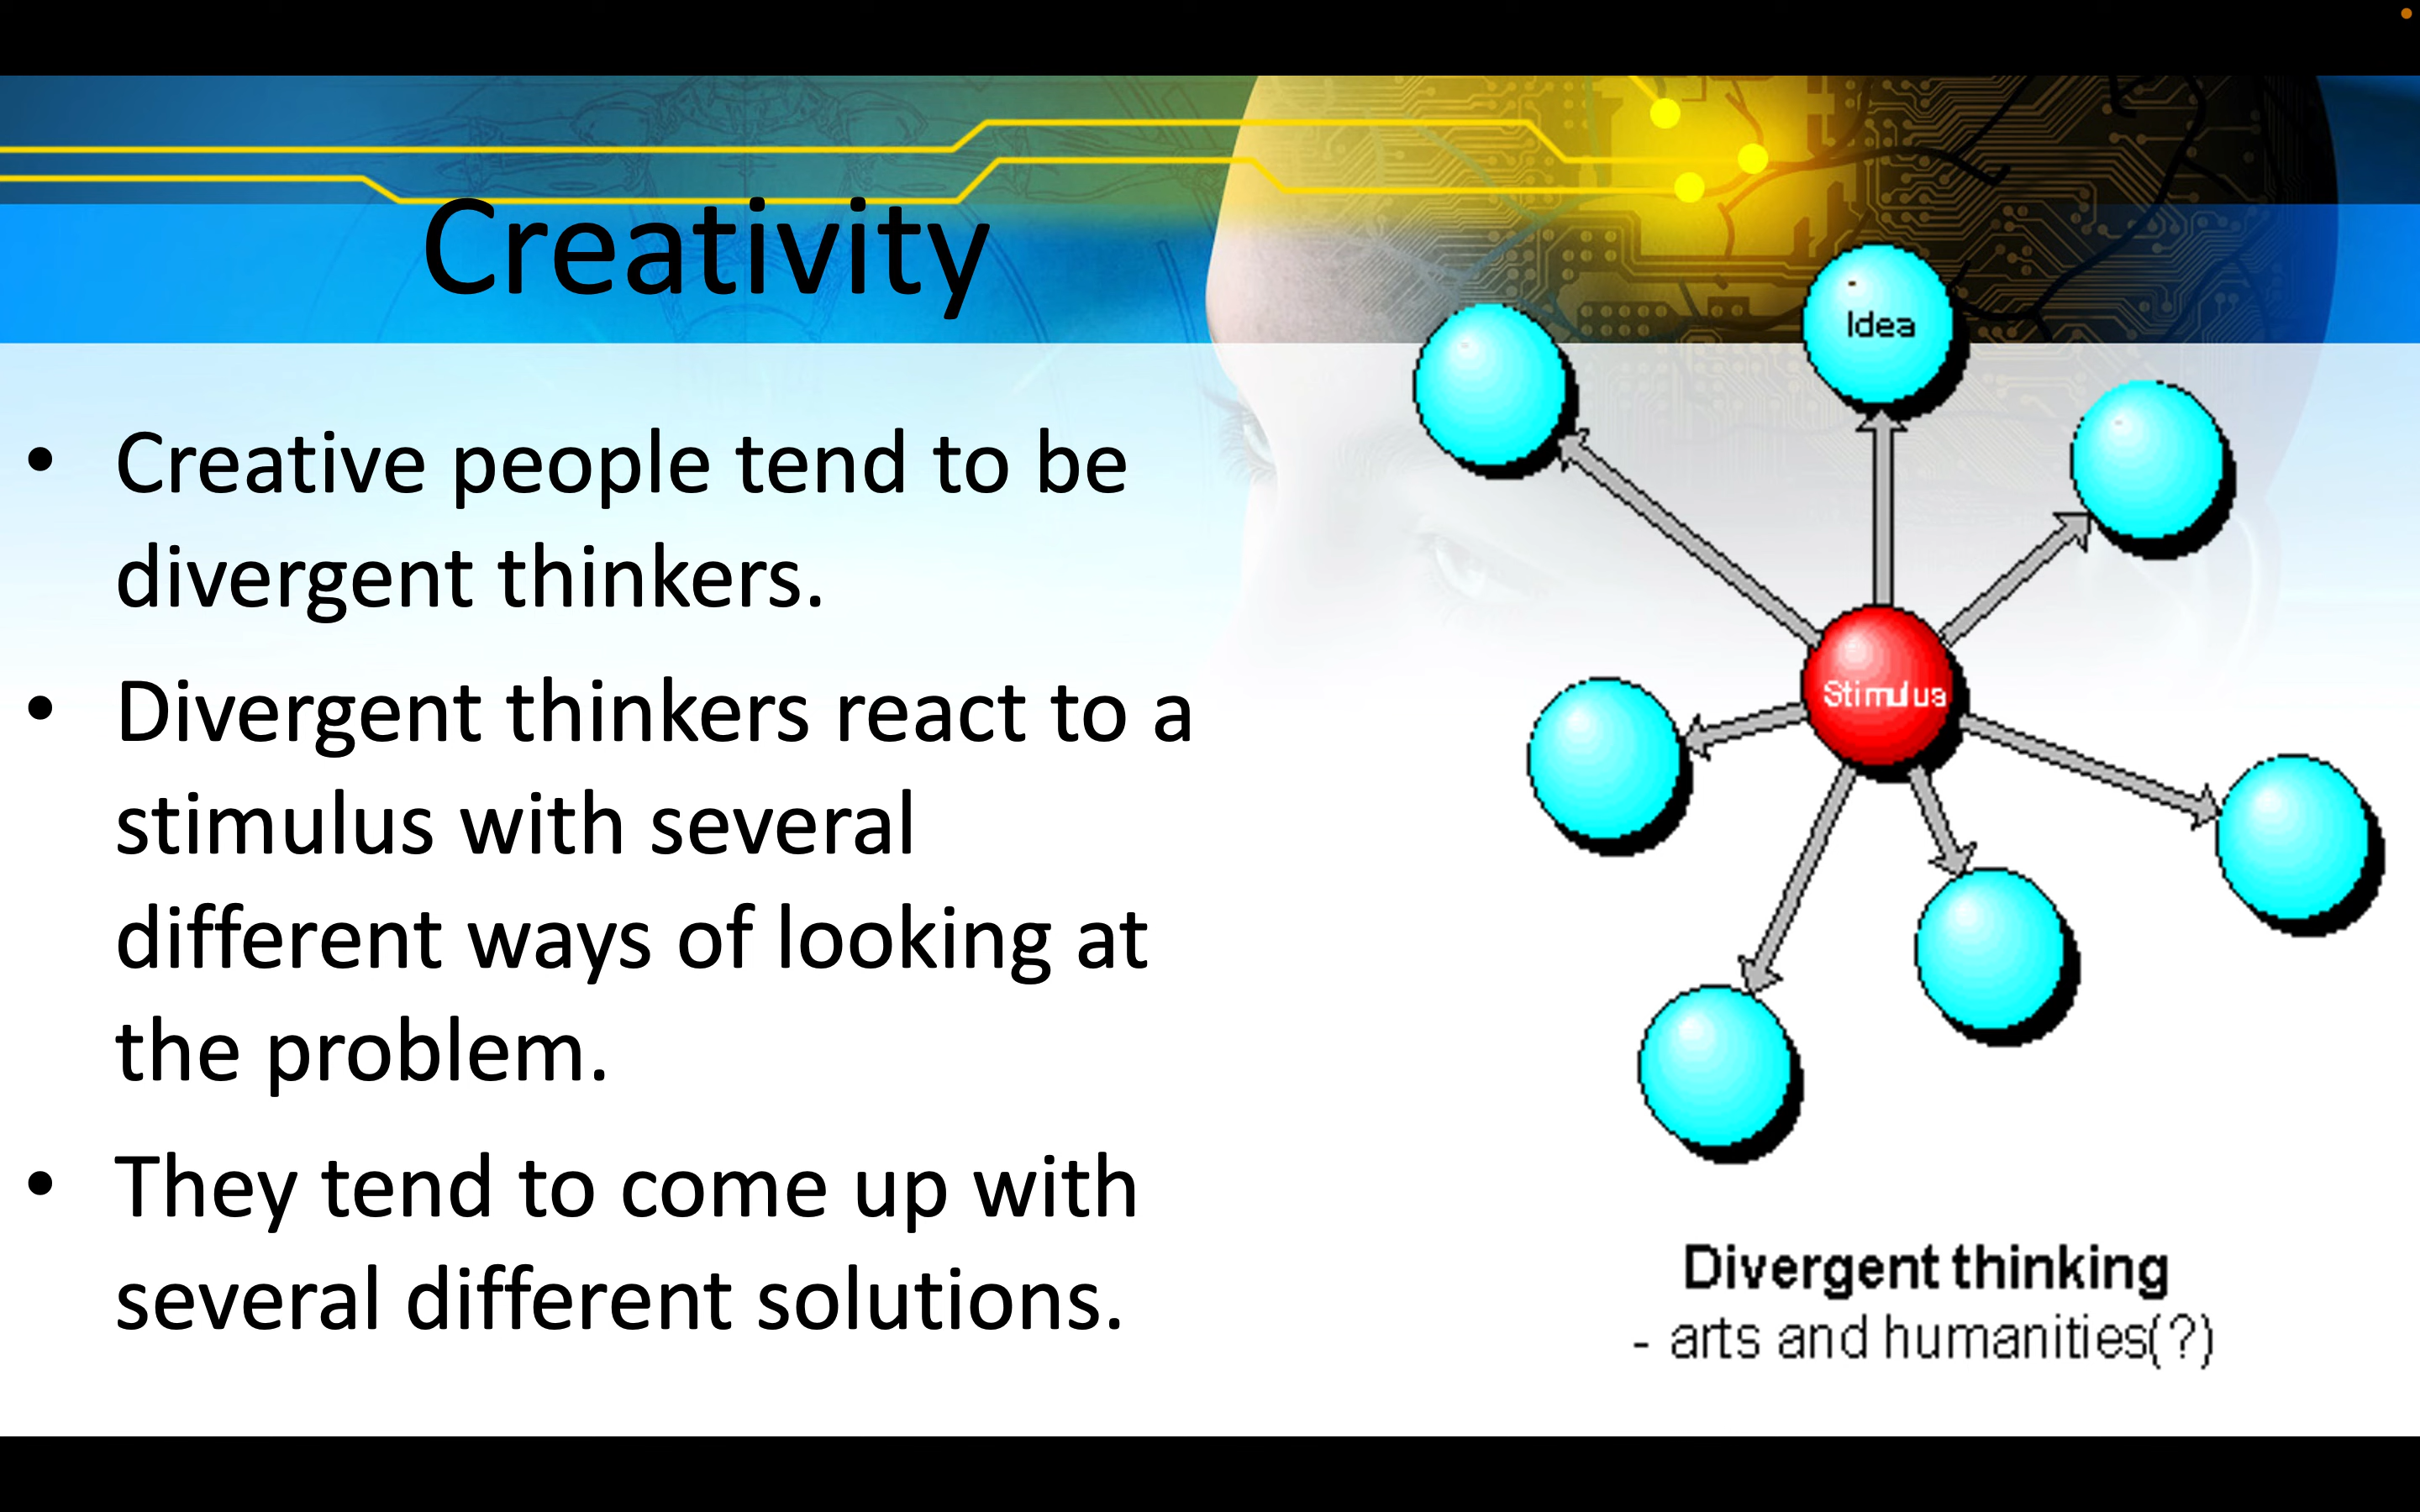 Creativity
• Creative people tend to be
divergent thinkers.
• Divergent thinkers react to a
stimulus with several
different ways of looking at
the problem.
• They tend to come up with
several different solutions.
Idea
Stimulus
Divergent thinking
- arts and humanities(?)